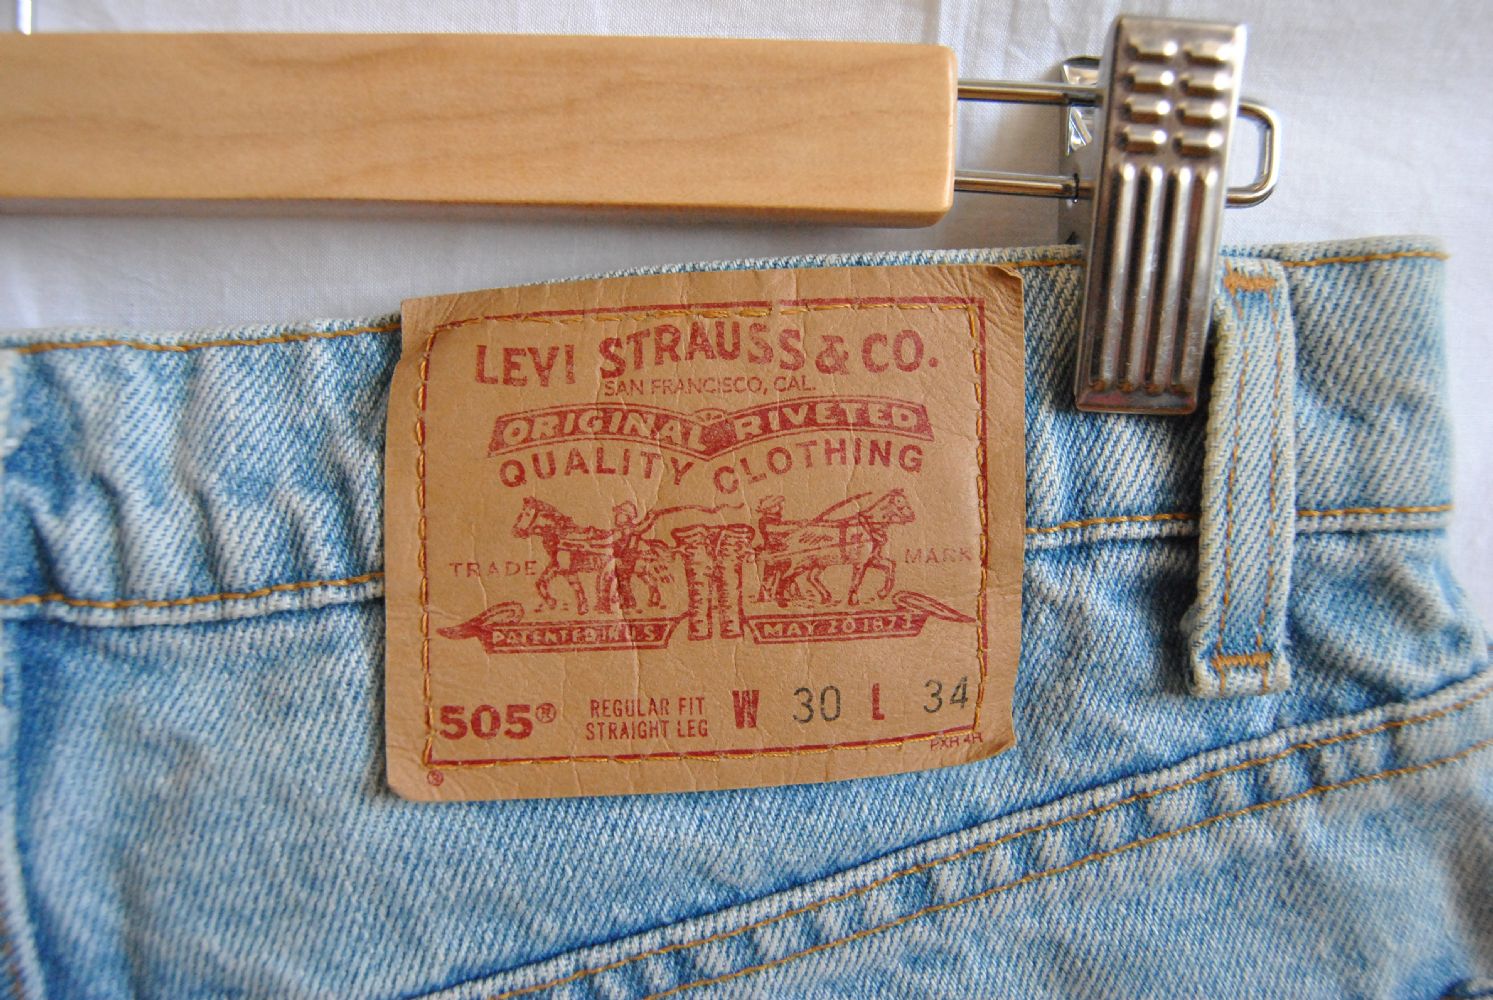 LEVI STRAUSS & CO.
SAN FRANCISCO, CAL.
ORIGINAL RIVETED
QUALITY CLOTHING
TRADE MARK
PATENTED IN U.S. MAY 20 1873
505® REGULAR FIT W 30 L 34
STRAIGHT LEG
®